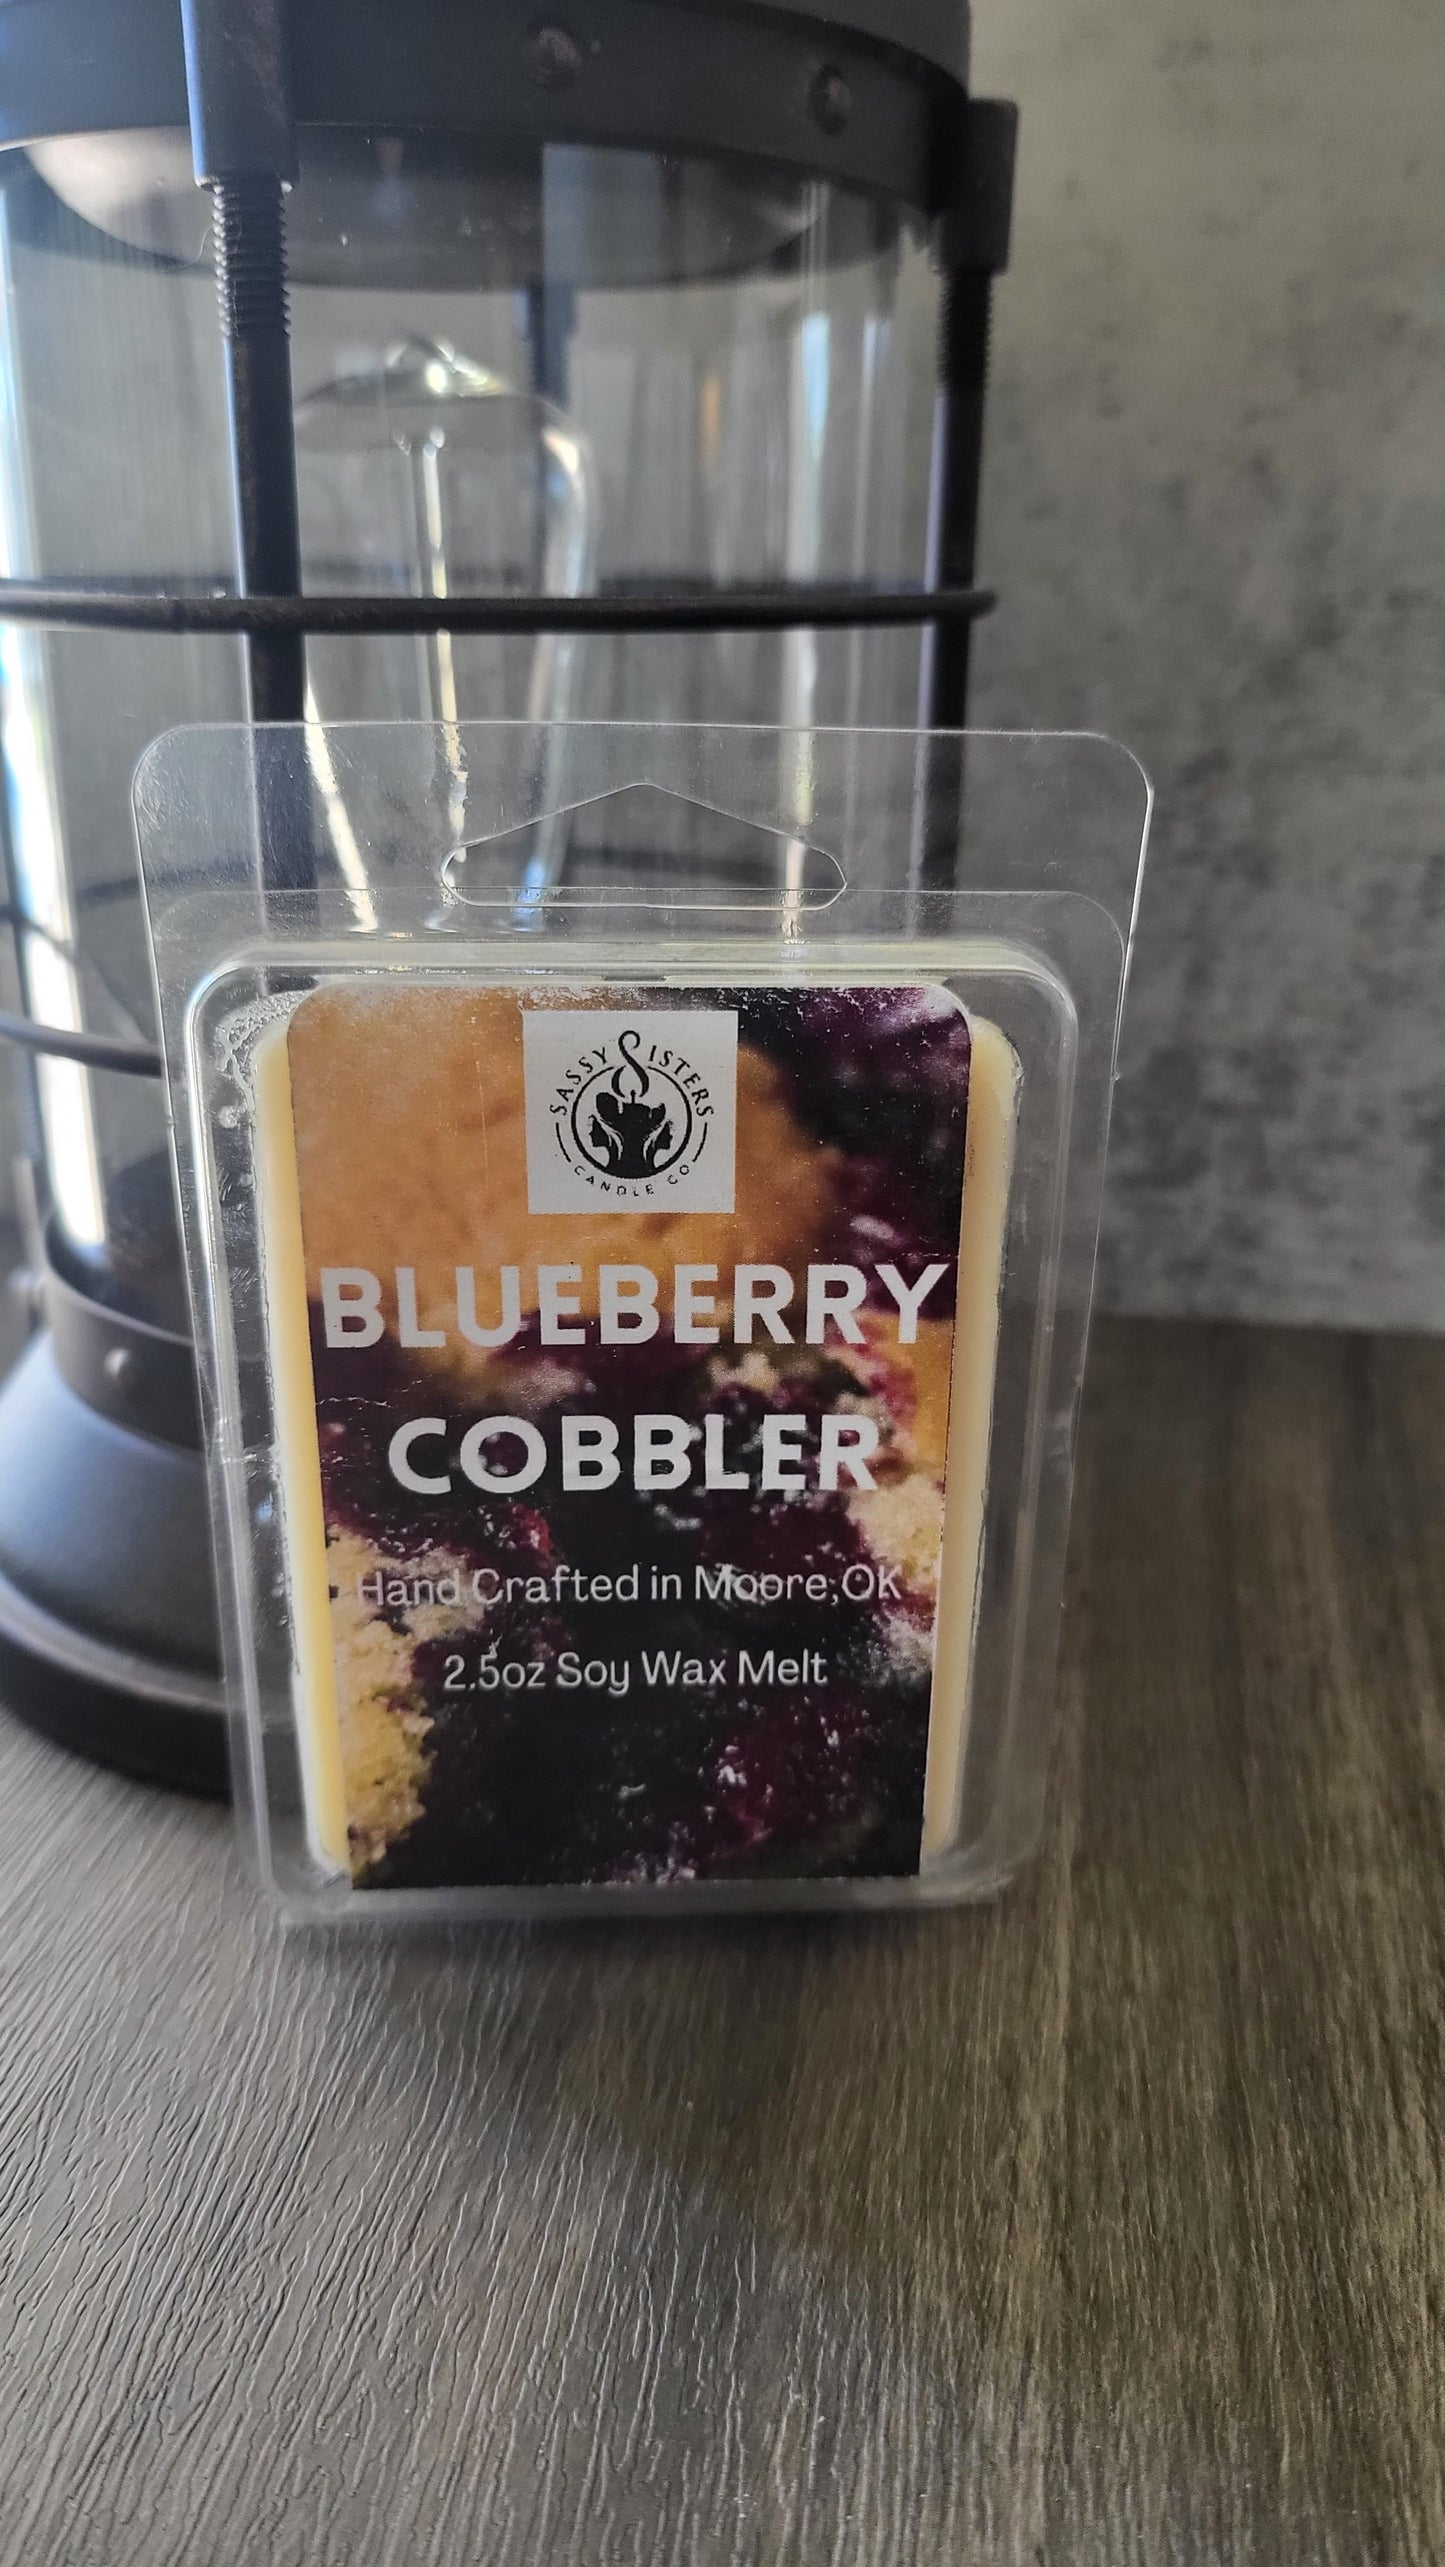 SASSY SISTERS
CANDLE CO
BLUEBERRY
COBBLER
Hand Crafted in Moore,OK
2.5oz Soy Wax Melt